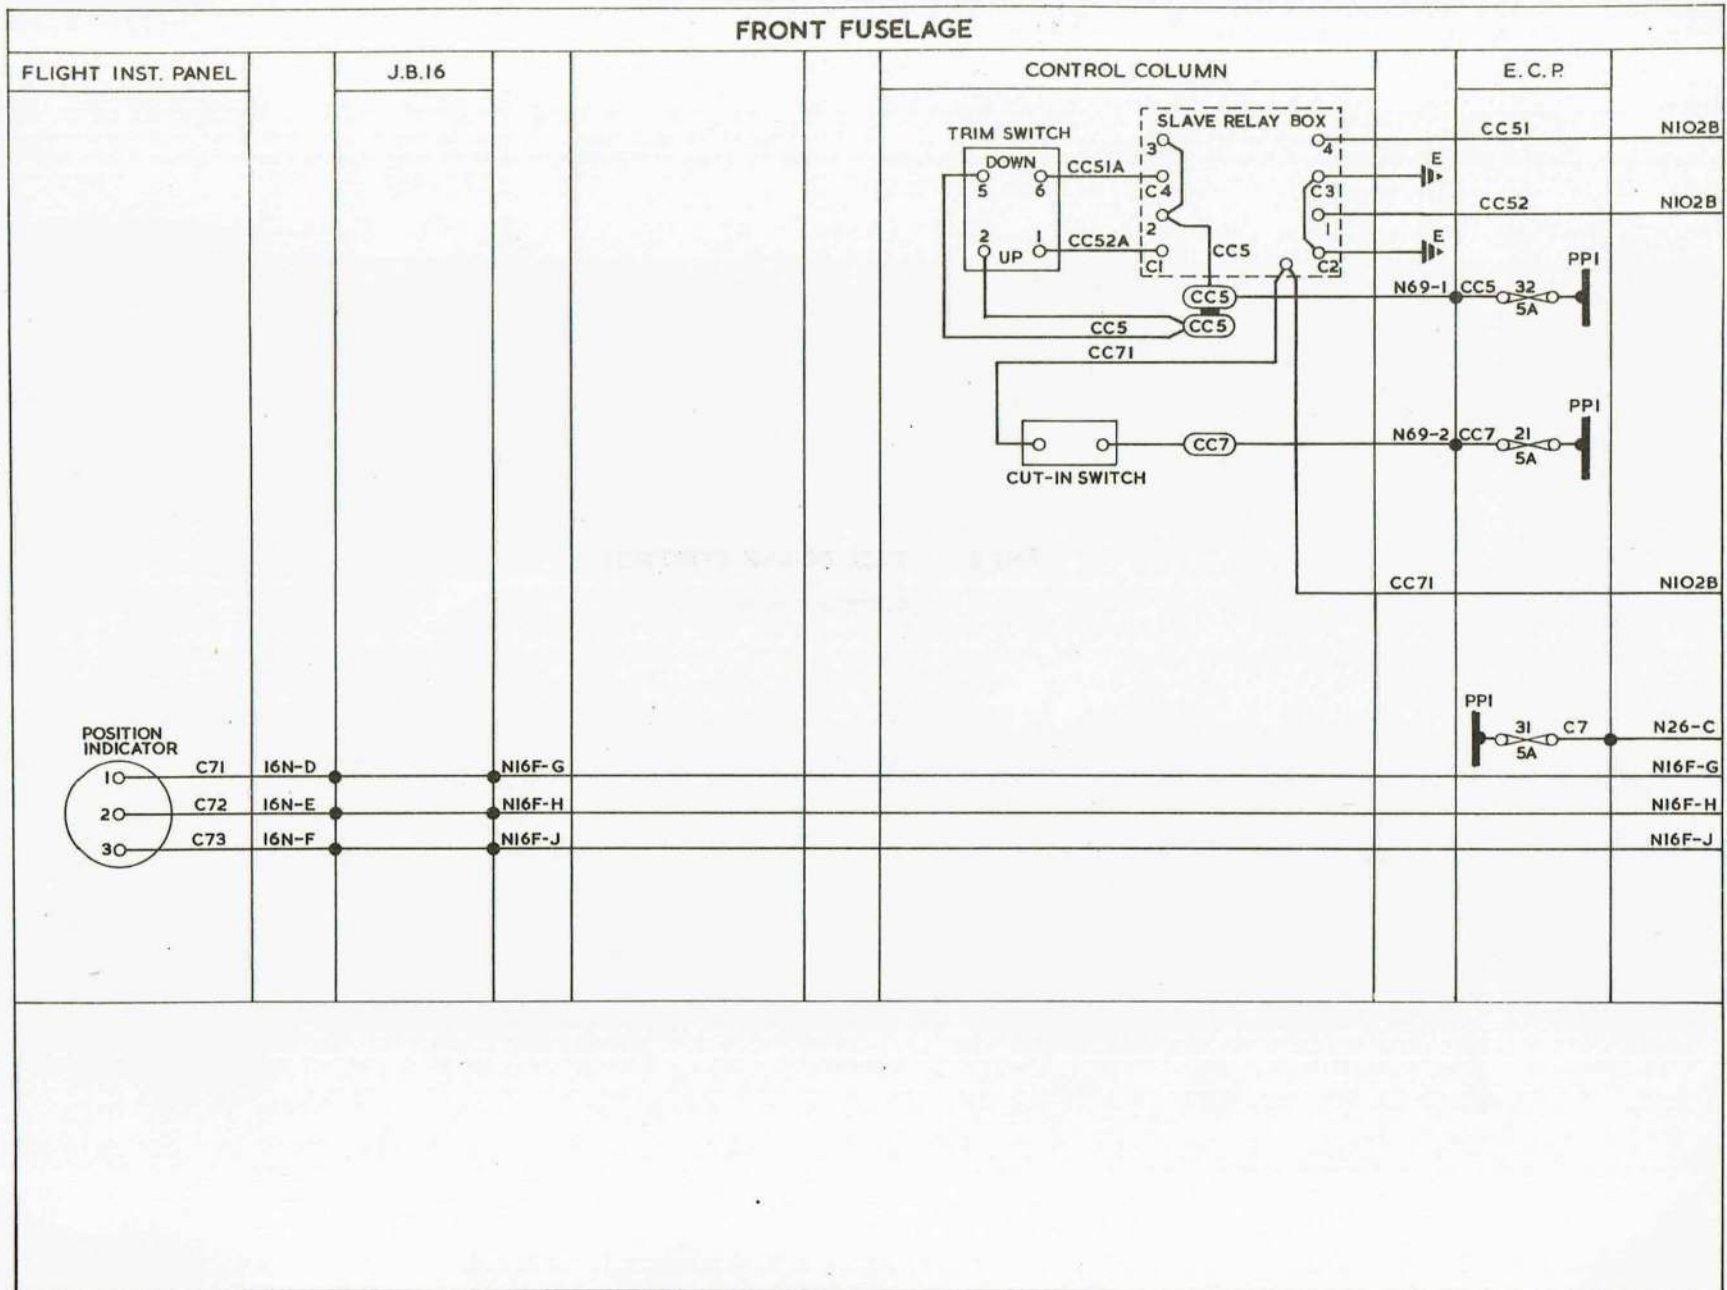 FRONT FUSELAGE
FLIGHT INST. PANEL
J.B.16
CONTROL COLUMN
E.C.P.
SLAVE RELAY BOX
TRIM SWITCH
DOWN
5
6
CC51A
3
C4
4
CC51
N102B
C3
E
2
UP
1
CC52A
2
C1
CC5
1
C2
CC52
N102B
E
PP1
CC5
N69-1
CC5
32
5A
CC5
CC5
CC71
PP1
CC7
N69-2
CC7
21
5A
CUT-IN SWITCH
CC71
N102B
PP1
31
5A
C7
N26-C
POSITION
INDICATOR
1
C71
16N-D
N16F-G
N16F-G
2
C72
16N-E
N16F-H
N16F-H
3
C73
16N-F
N16F-J
N16F-J